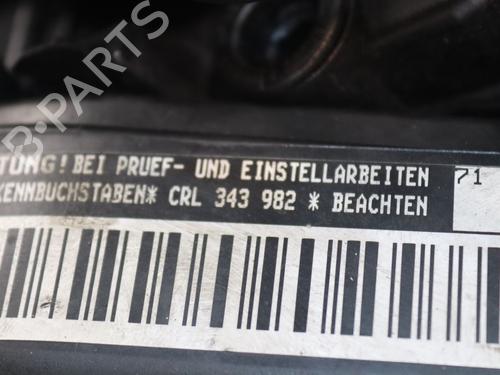 B-PARTS
TUNG! BEI PRUEF- UND EINSTELLARBEITEN 71
KENNBUCHSTABEN* CRL 343 982 * BEACHTEN